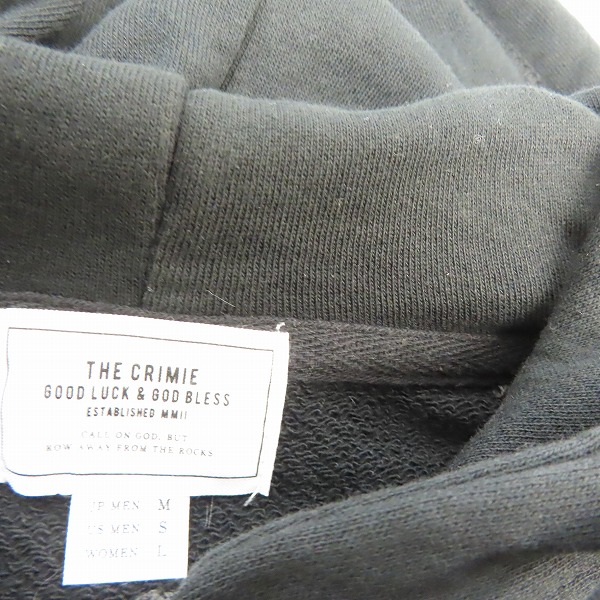 THE CRIMIE
GOOD LUCK & GOD BLESS
ESTABLISHED MMII
CALL ON GOD, BUT
ROW AWAY FROM THE ROCKS
JP MEN M
US MEN S
WOMEN L